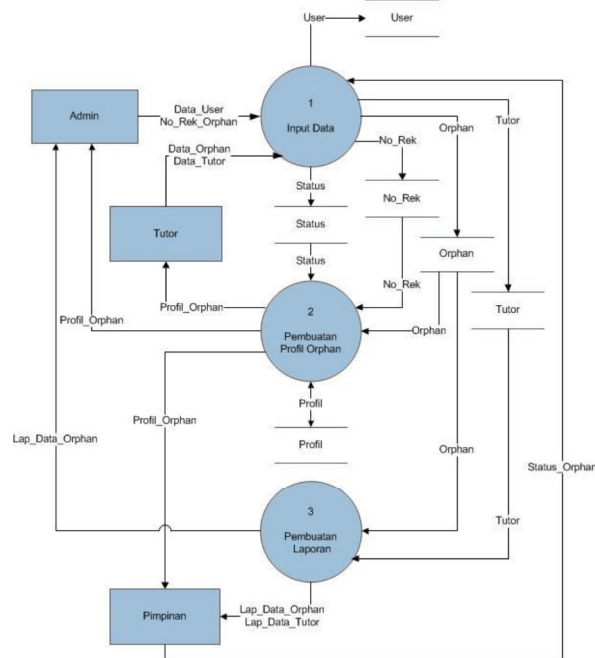 User
User
1
Input Data
Admin
Data_User
No_Rek_Orphan
Data_Orphan
Data_Tutor
No_Rek
Orphan
Tutor
Status
No_Rek
Status
Tutor
Orphan
Status
No_Rek
Tutor
Profil_Orphan
2
Pembuatan
Profil Orphan
Orphan
Profil_Orphan
Profil
Profil_Orphan
Profil
Lap_Data_Orphan
Orphan
Status_Orphan
3
Pembuatan
Laporan
Tutor
Pimpinan
Lap_Data_Orphan
Lap_Data_Tutor